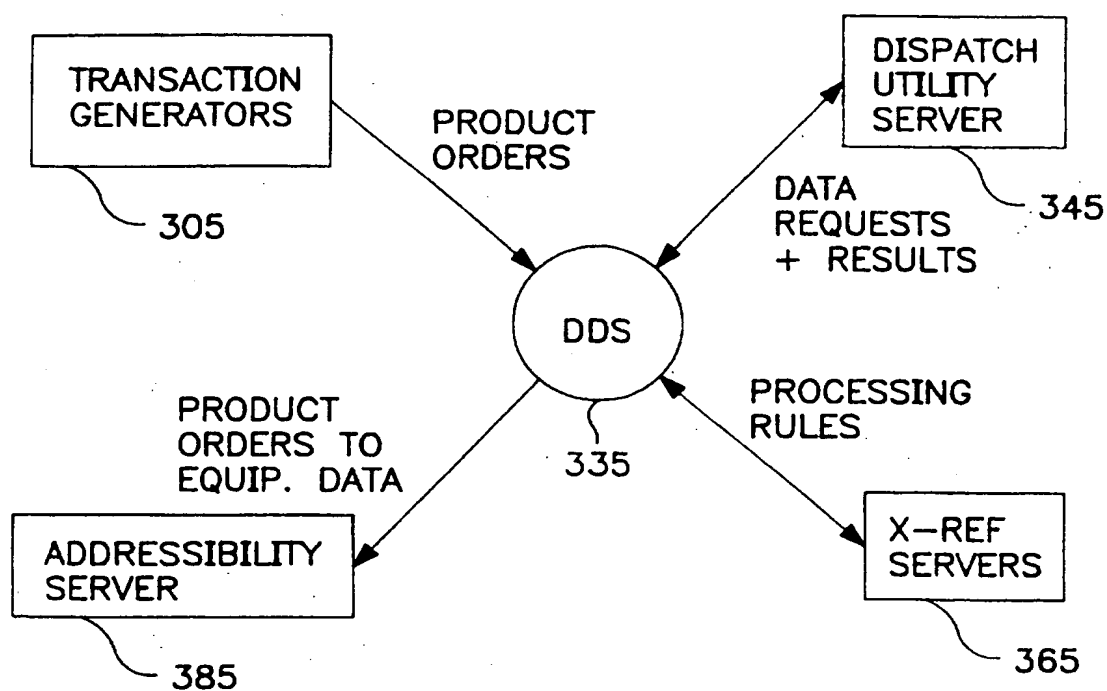 TRANSACTION
GENERATORS
305
PRODUCT
ORDERS
DISPATCH
UTILITY
SERVER
345
DATA
REQUESTS
+ RESULTS
DDS
335
PRODUCT
ORDERS TO
EQUIP. DATA
ADDRESSIBILITY
SERVER
385
PROCESSING
RULES
X-REF
SERVERS
365